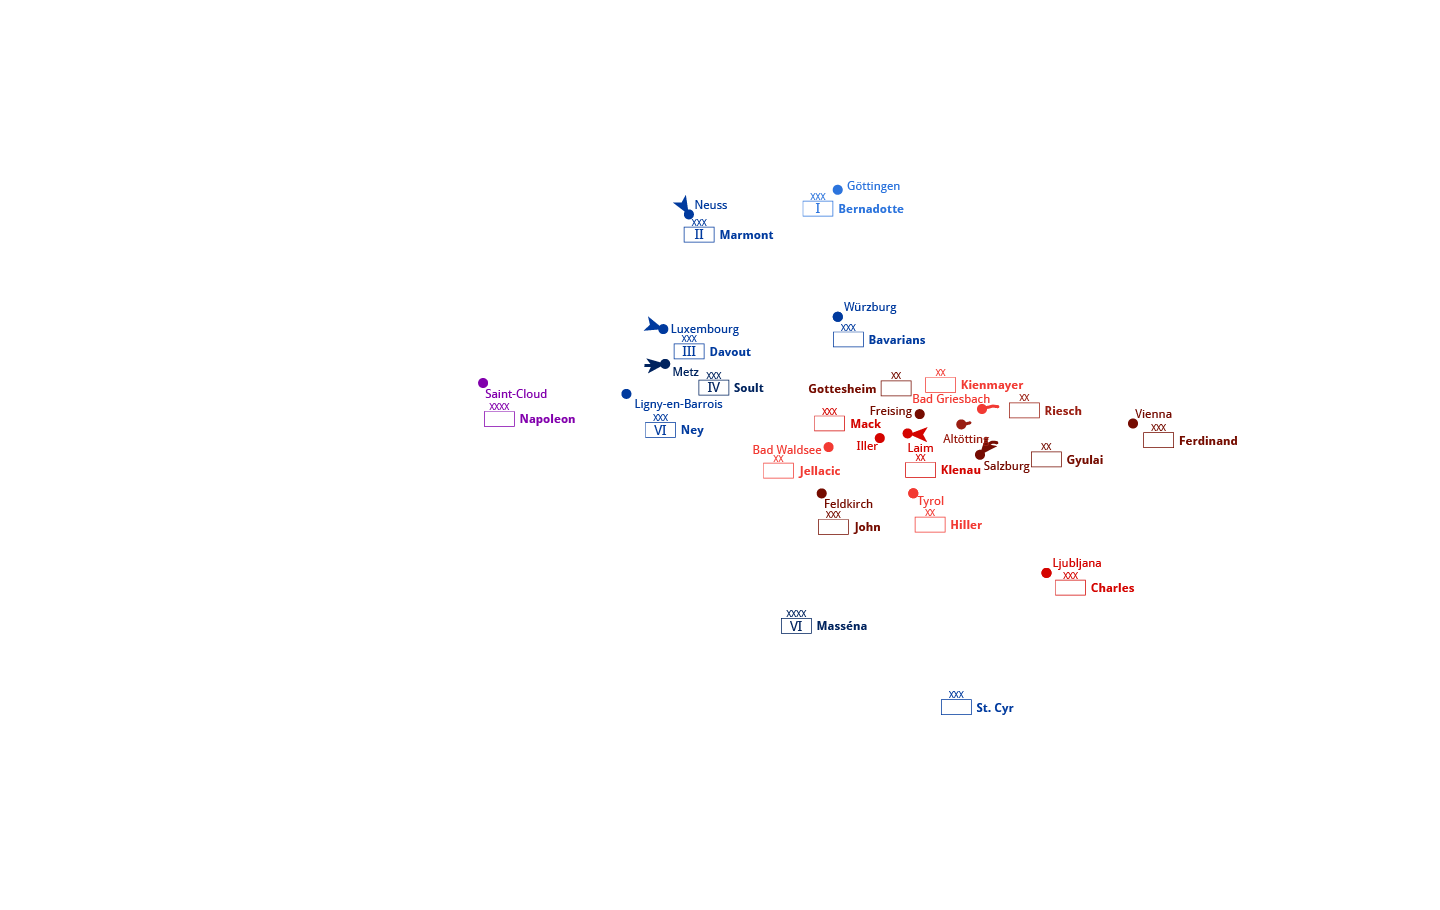 Göttingen
XXX
I Bernadotte
Neuss
XXX
II Marmont
Würzburg
XXX
Bavarians
Luxembourg
XXX
III Davout
Metz
XXX
IV Soult
Saint-Cloud
XXXX
Napoleon
Ligny-en-Barrois
XXX
VI Ney
XX
Gottesheim
XX
Kienmayer
Bad Griesbach
XX
Riesch
Freising
XXX
Mack
Iller
Altötting
Laim
XX
Klenau
Vienna
XXX
Ferdinand
Bad Waldsee
XX
Jellacic
Salzburg
XX
Gyulai
Feldkirch
XXX
John
Tyrol
XX
Hiller
Ljubljana
XXX
Charles
XXXX
VI Masséna
XXX
St. Cyr